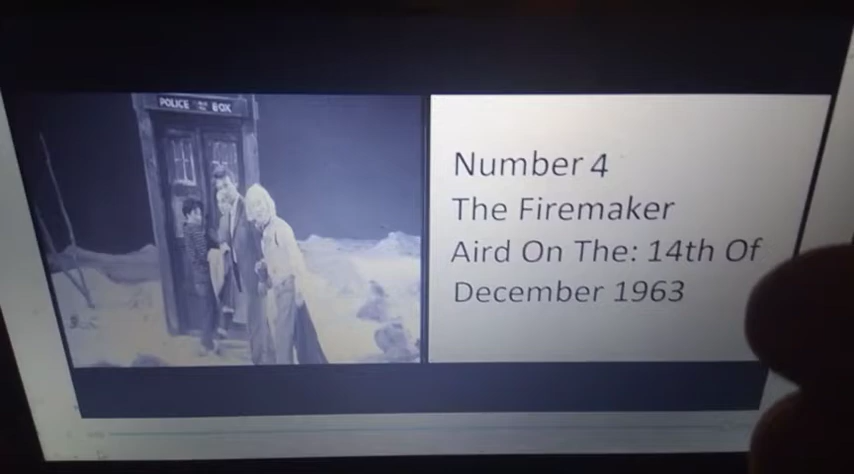 POLICE BOX
Number 4
The Firemaker
Aird On The: 14th Of
December 1963